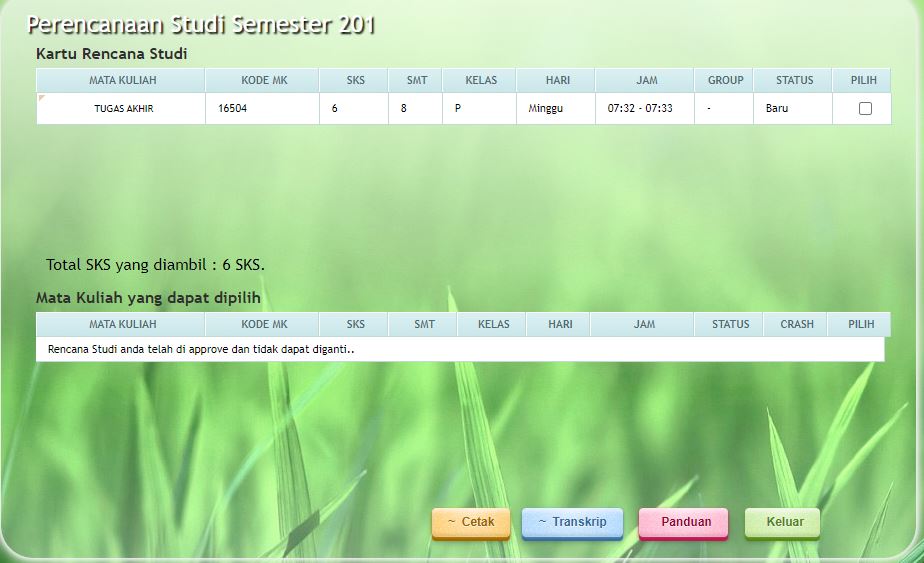 Perencanaan Studi Semester 201
Kartu Rencana Studi
MATA KULIAH KODE MK SKS SMT KELAS HARI JAM GROUP STATUS PILIH
TUGAS AKHIR 16504 6 8 P Minggu 07:32 - 07:33 - Baru
Total SKS yang diambil : 6 SKS.
Mata Kuliah yang dapat dipilih
MATA KULIAH KODE MK SKS SMT KELAS HARI JAM STATUS CRASH PILIH
Rencana Studi anda telah di approve dan tidak dapat diganti..
~ Cetak ~ Transkrip Panduan Keluar